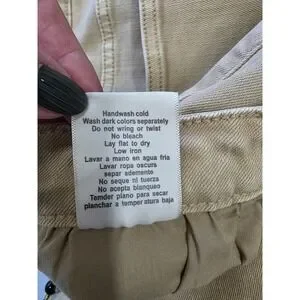 Handwash cold
Wash dark colors separately
Do not wring or twist
No bleach
Lay flat to dry
Low iron
Lavar a mano en agua fria
Lavar ropa oscurs
separ sdemente
No seque ni tuerza
No acepta blanqueo
Temder plano para secar
planchar a temperatura baja